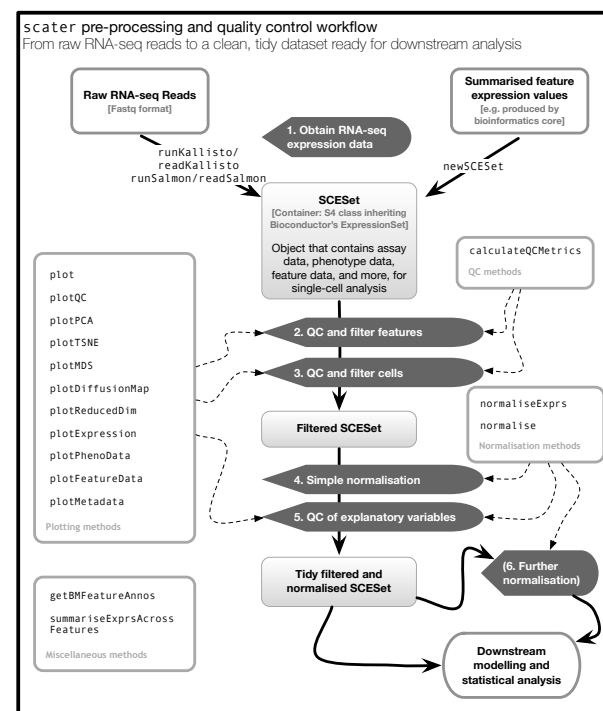 scater pre-processing and quality control workflow
From raw RNA-seq reads to a clean, tidy dataset ready for downstream analysis
Raw RNA-seq Reads
[Fastq format]
Summarised feature
expression values
[e.g. produced by
bioinformatics core]
1. Obtain RNA-seq
expression data
runKallisto/
readKallisto
runSalmon/readSalmon
newSCESet
SCESet
[Container: S4 class inheriting
Bioconductor's ExpressionSet]
Object that contains assay
data, phenotype data,
feature data, and more, for
single-cell analysis
calculateQCMetrics
QC methods
plot
plotQC
plotPCA
plotTSNE
plotMDS
plotDiffusionMap
plotReducedDim
plotExpression
plotPhenoData
plotFeatureData
plotMetadata
Plotting methods
2. QC and filter features
3. QC and filter cells
Filtered SCESet
normaliseExprs
normalise
Normalisation methods
4. Simple normalisation
5. QC of explanatory variables
Tidy filtered and
normalised SCESet
(6. Further
normalisation)
getBMFeatureAnnos
summariseExprsAcross
Features
Miscellaneous methods
Downstream
modelling and
statistical analysis